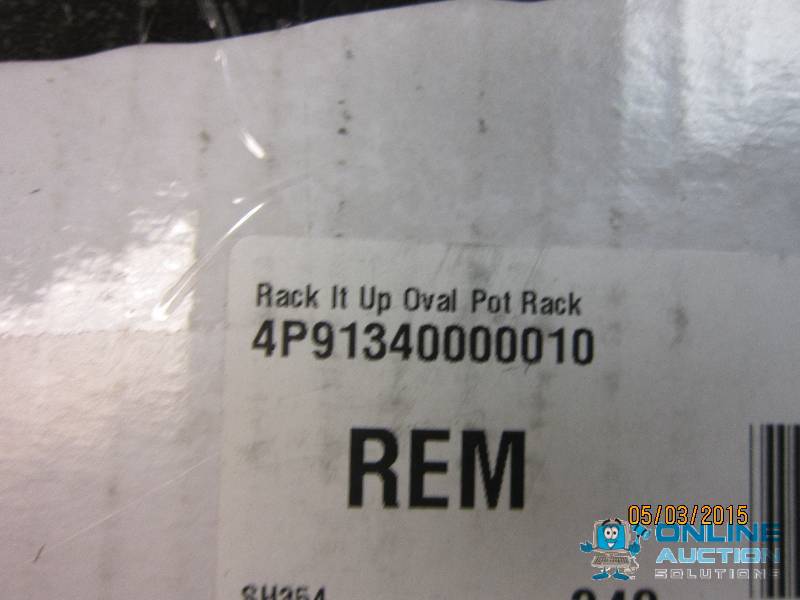 Rack It Up Oval Pot Rack
4P91340000010
REM
05/03/2015
ONLINE
AUCTION
SOLUTIONS